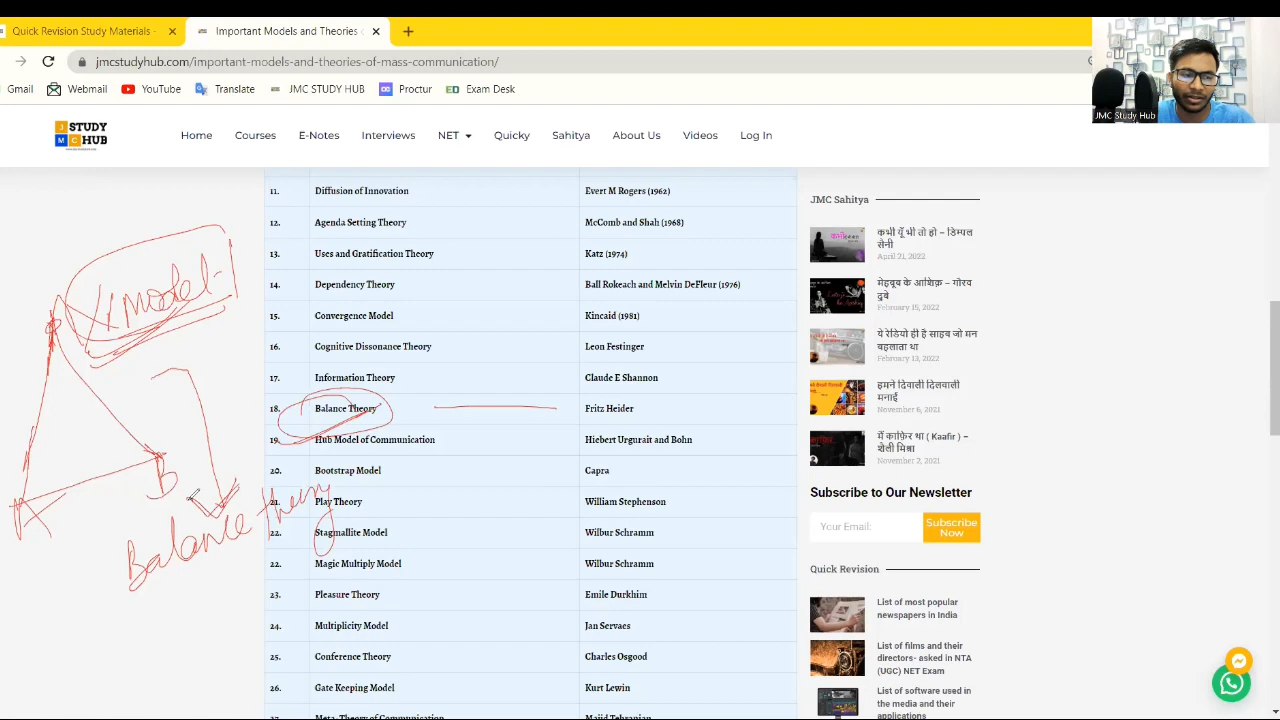 Quick Revision Study Materials -
Important Models and Theories o
jmcstudyhub.com/important-models-and-theories-of-mass-communication/
Gmail Webmail YouTube Translate JMC STUDY HUB Proctur Exam Desk
J STUDY
M C HUB
Home Courses E-Notes Interviews NET Quicky Sahitya About Us Videos Log In
JMC Study Hub
11. Diffusion of Innovation Evert M Rogers (1962)
12. Agenda Setting Theory McComb and Shah (1968)
13. Uses and Gratification Theory Katz (1974)
14. Dependency Theory Ball Rokeach and Melvin DeFleur (1976)
15. Convergence Model Kincaid (1981)
Cognitive Dissonance Theory Leon Festinger
17. Information Theory Claude E Shannon
18. Balance Theory Fritz Heider
19. Hub Model of Communication Hiebert Urgurait and Bohn
20. Bootstrap Model Capra
21. Play Theory William Stephenson
22. Stagmallite Model Wilbur Schramm
22. Magic Multiply Model Wilbur Schramm
23. Pleasure Theory Emile Durkhim
24. Multiplicity Model Jan Servaes
25. Conference Theory Charles Osgood
26. Gate Keeping Model Kurt Lewin
27. Meta-Theory of Communication Majid Tehranian
model-
A
Balance theory
JMC Sahitya
कभी यूँ भी तो हो – डिम्पल
सैनी
April 21, 2022
मेहबूब के आशिक़ – गौरव
दुबे
February 15, 2022
ये रेडियो ही है साहब जो मन
बहलाता था
February 13, 2022
हमने दिवाली दिलवाली
मनाई
November 6, 2021
में काफ़िर था ( Kaafir ) –
शैली मिश्रा
November 2, 2021
Subscribe to Our Newsletter
Your Email:
Subscribe
Now
Quick Revision
List of most popular
newspapers in India
List of films and their
directors- asked in NTA
(UGC) NET Exam
List of software used in
the media and their
applications